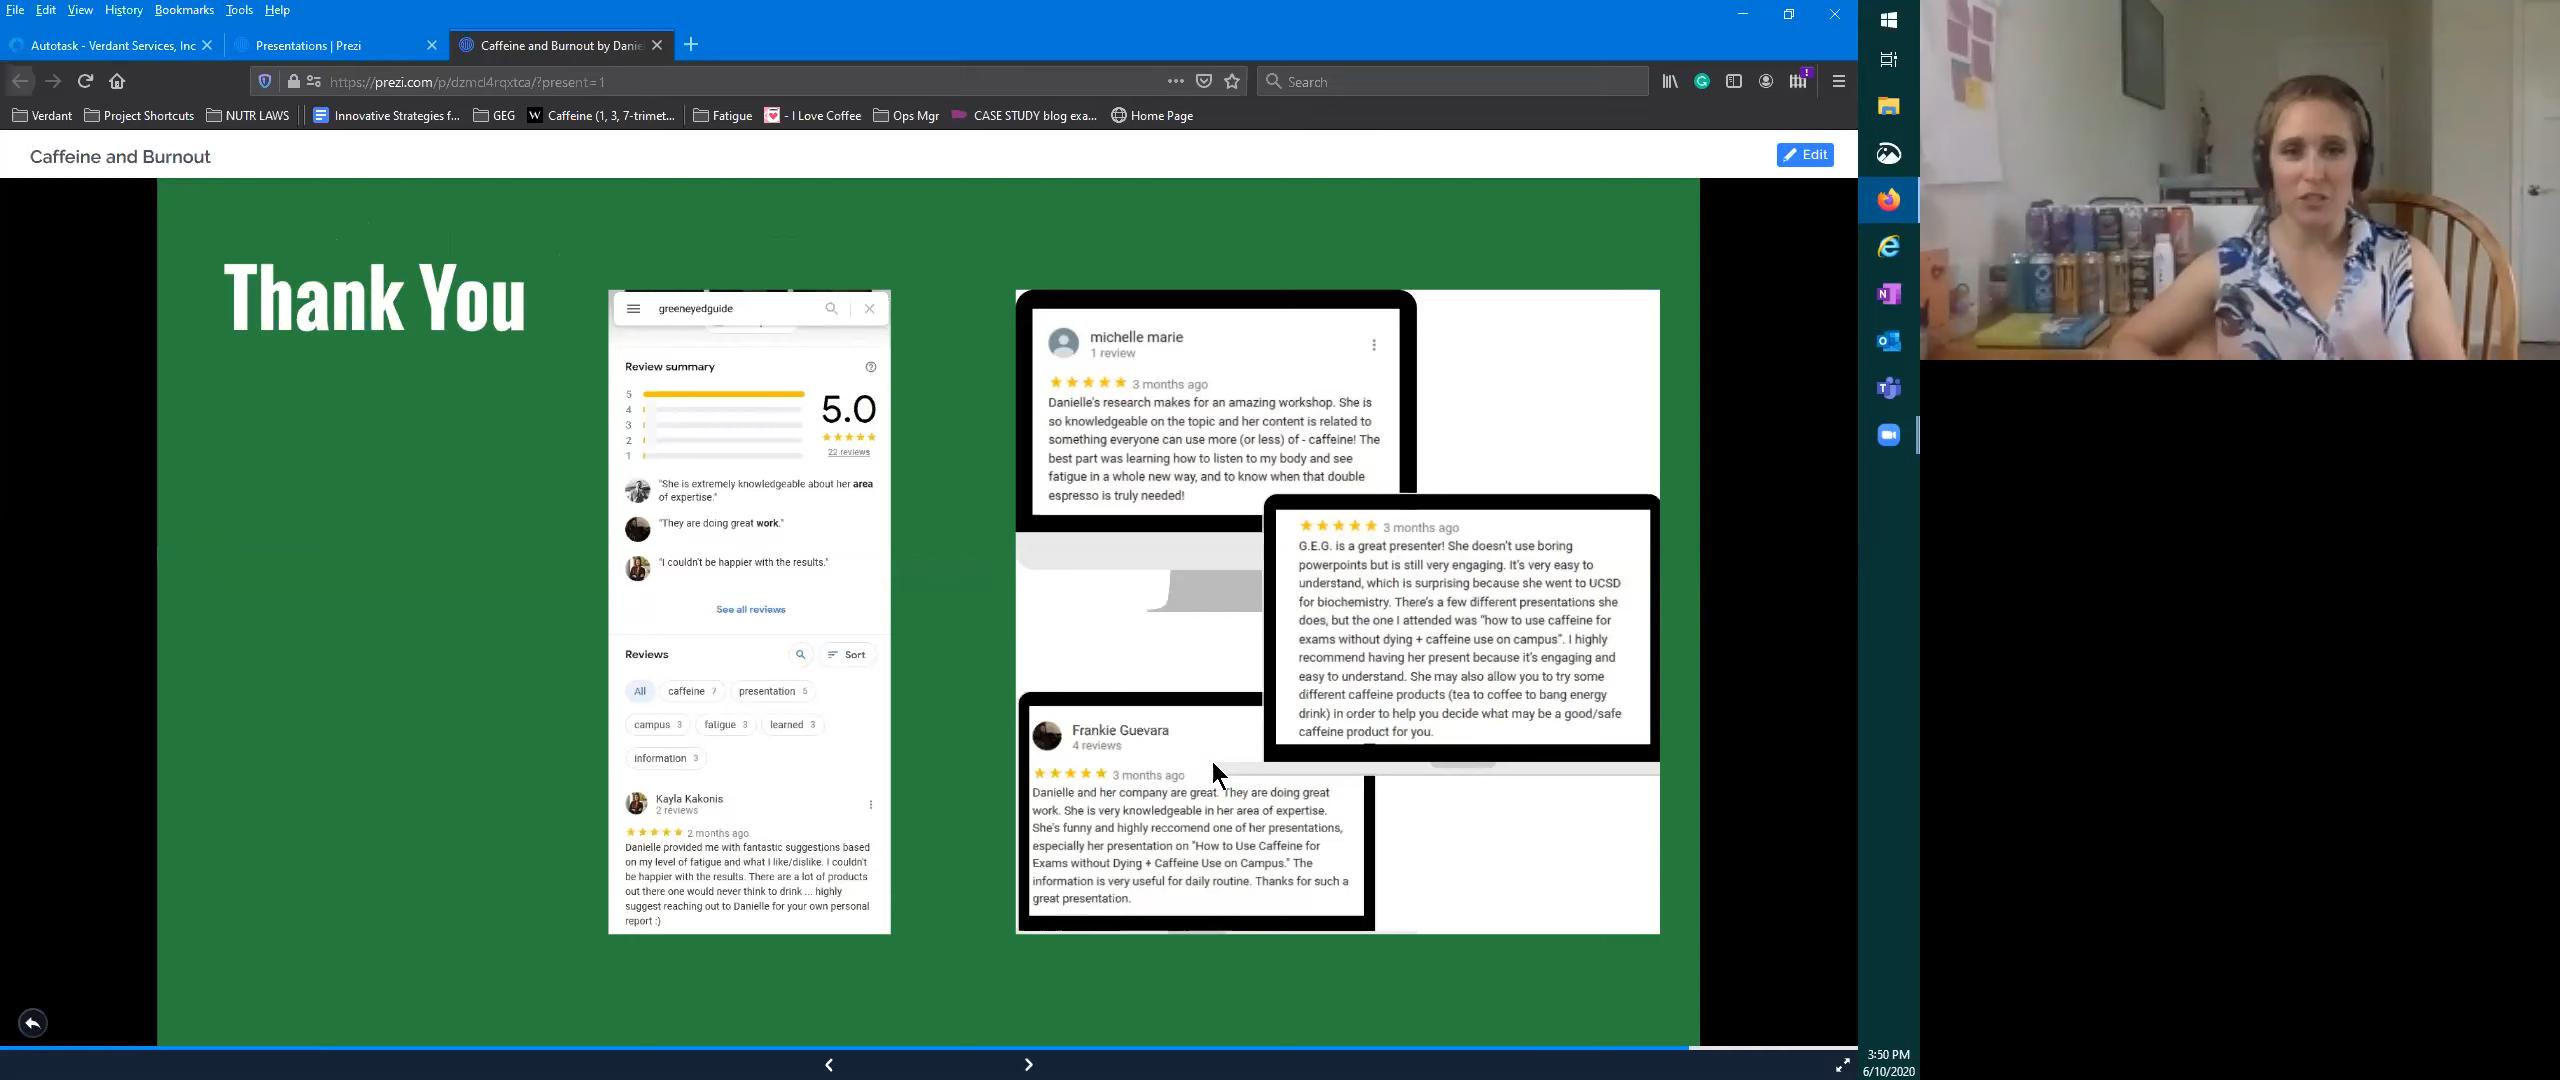 File Edit View History Bookmarks Tools Help
Autotask - Verdant Services, Inc
Presentations | Prezi
Caffeine and Burnout by Danie
https://prezi.com/p/dzmcl4rqxtca/?present=1
Search
Verdant
Project Shortcuts
NUTR LAWS
Innovative Strategies f...
GEG
W Caffeine (1, 3, 7-trimet...
Fatigue
- I Love Coffee
Ops Mgr
CASE STUDY blog exa...
Home Page
Caffeine and Burnout
Edit
Thank You
greeneyedguide
Review summary
5
4
3
2
1
5.0
22 reviews
"She is extremely knowledgeable about her area
of expertise."
"They are doing great work."
"I couldn't be happier with the results."
See all reviews
Reviews
Sort
All
caffeine 7
presentation 5
campus 3
fatigue 3
learned 3
information 3
Kayla Kakonis
2 reviews
2 months ago
Danielle provided me with fantastic suggestions based
on my level of fatigue and what I like/dislike. I couldn't
be happier with the results. There are a lot of products
out there one would never think to drink ... highly
suggest reaching out to Danielle for your own personal
report :)
michelle marie
1 review
3 months ago
Danielle's research makes for an amazing workshop. She is
so knowledgeable on the topic and her content is related to
something everyone can use more (or less) of - caffeine! The
best part was learning how to listen to my body and see
fatigue in a whole new way, and to know when that double
espresso is truly needed!
3 months ago
G.E.G. is a great presenter! She doesn't use boring
powerpoints but is still very engaging. It's very easy to
understand, which is surprising because she went to UCSD
for biochemistry. There's a few different presentations she
does, but the one I attended was "how to use caffeine for
exams without dying + caffeine use on campus". I highly
recommend having her present because it's engaging and
easy to understand. She may also allow you to try some
different caffeine products (tea to coffee to bang energy
drink) in order to help you decide what may be a good/safe
caffeine product for you.
Frankie Guevara
4 reviews
3 months ago
Danielle and her company are great. They are doing great
work. She is very knowledgeable in her area of expertise.
She's funny and highly reccomend one of her presentations,
especially her presentation on "How to Use Caffeine for
Exams without Dying + Caffeine Use on Campus." The
information is very useful for daily routine. Thanks for such a
great presentation.
3:50 PM
6/10/2020